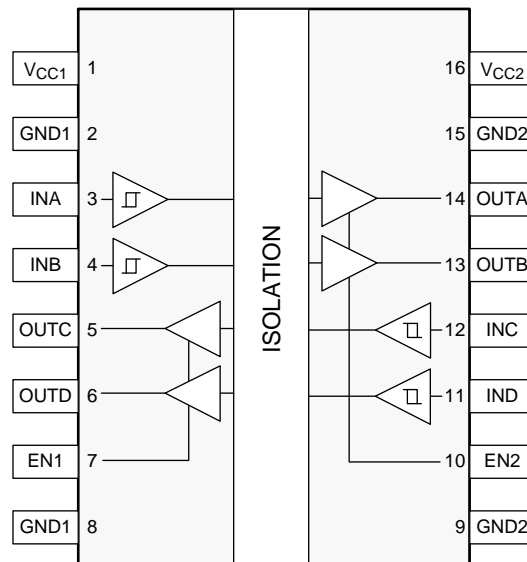 VCC1 1 16 VCC2
GND1 2 15 GND2
INA 3 14 OUTA
INB 4 13 OUTB
ISOLATION
OUTC 5 12 INC
OUTD 6 11 IND
EN1 7 10 EN2
GND1 8 9 GND2